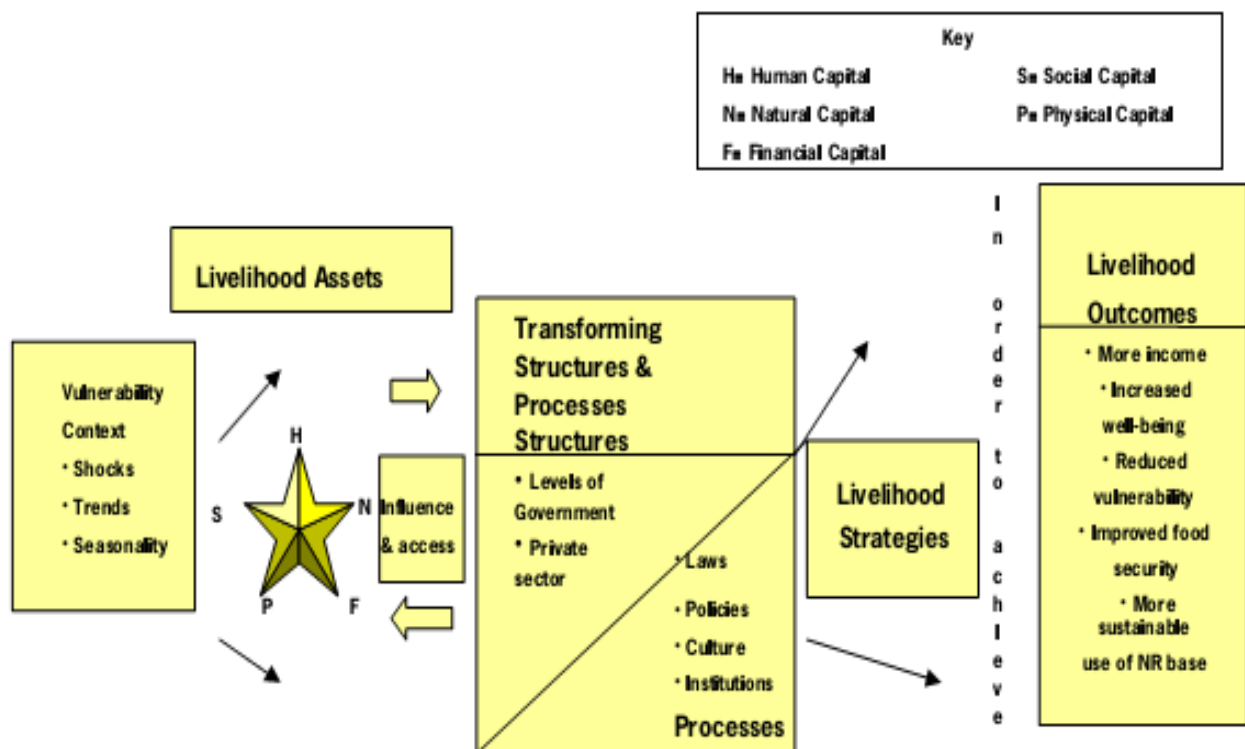 Key
H= Human Capital
S= Social Capital
N= Natural Capital
P= Physical Capital
F= Financial Capital
Livelihood Assets
Vulnerability
Context
• Shocks
• Trends
• Seasonality
H
S
N
P
F
Influence
& access
Transforming
Structures &
Processes
Structures
• Levels of
Government
• Private
sector
• Laws
• Policies
• Culture
• Institutions
Processes
Livelihood
Strategies
In order to achieve
Livelihood
Outcomes
• More income
• Increased
well-being
• Reduced
vulnerability
• Improved food
security
• More
sustainable
use of NR base